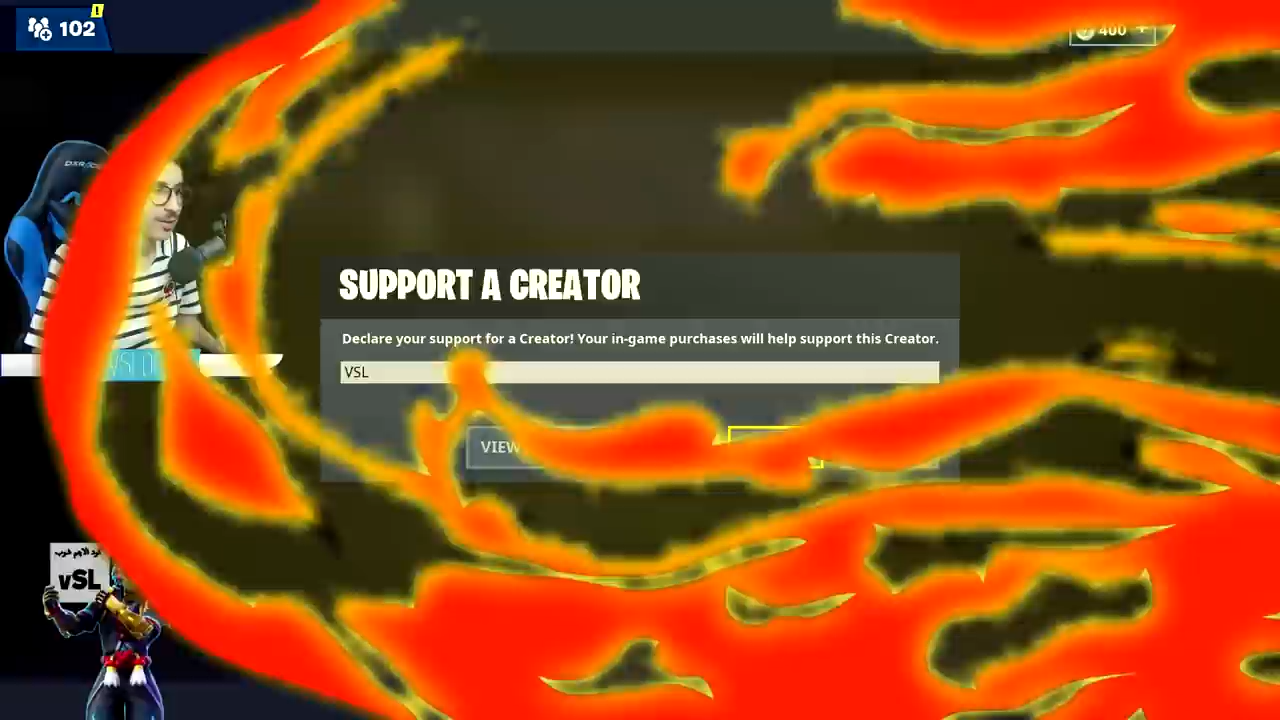 102
400
SUPPORT A CREATOR
Declare your support for a Creator! Your in-game purchases will help support this Creator.
VSL
VIEW
vSL